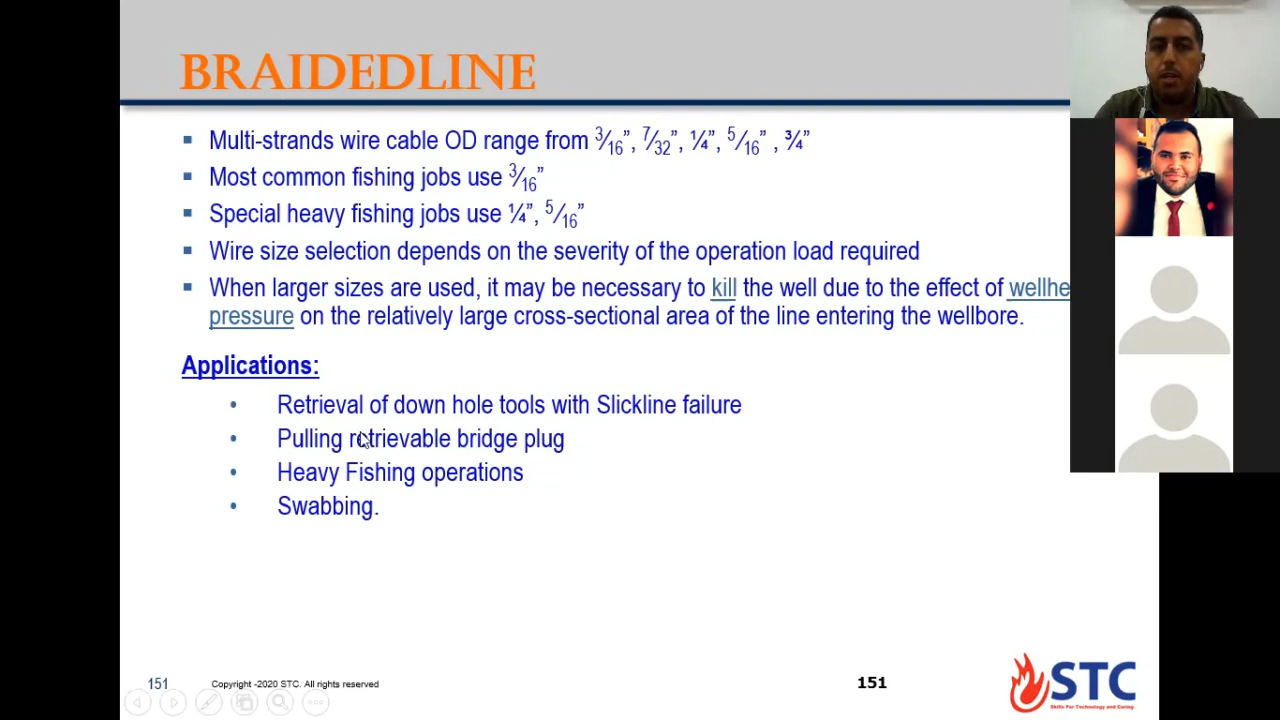 BRAIDEDLINE
Multi-strands wire cable OD range from 3/16”, 7/32”, ¼”, 5/16” , ¾”
Most common fishing jobs use 3/16”
Special heavy fishing jobs use ¼”, 5/16”
Wire size selection depends on the severity of the operation load required
When larger sizes are used, it may be necessary to kill the well due to the effect of wellhe
pressure on the relatively large cross-sectional area of the line entering the wellbore.
Applications:
• Retrieval of down hole tools with Slickline failure
• Pulling retrievable bridge plug
• Heavy Fishing operations
• Swabbing.
151 Copyright -2020 STC. All rights reserved 151
STC
Skills For Technology and Caring